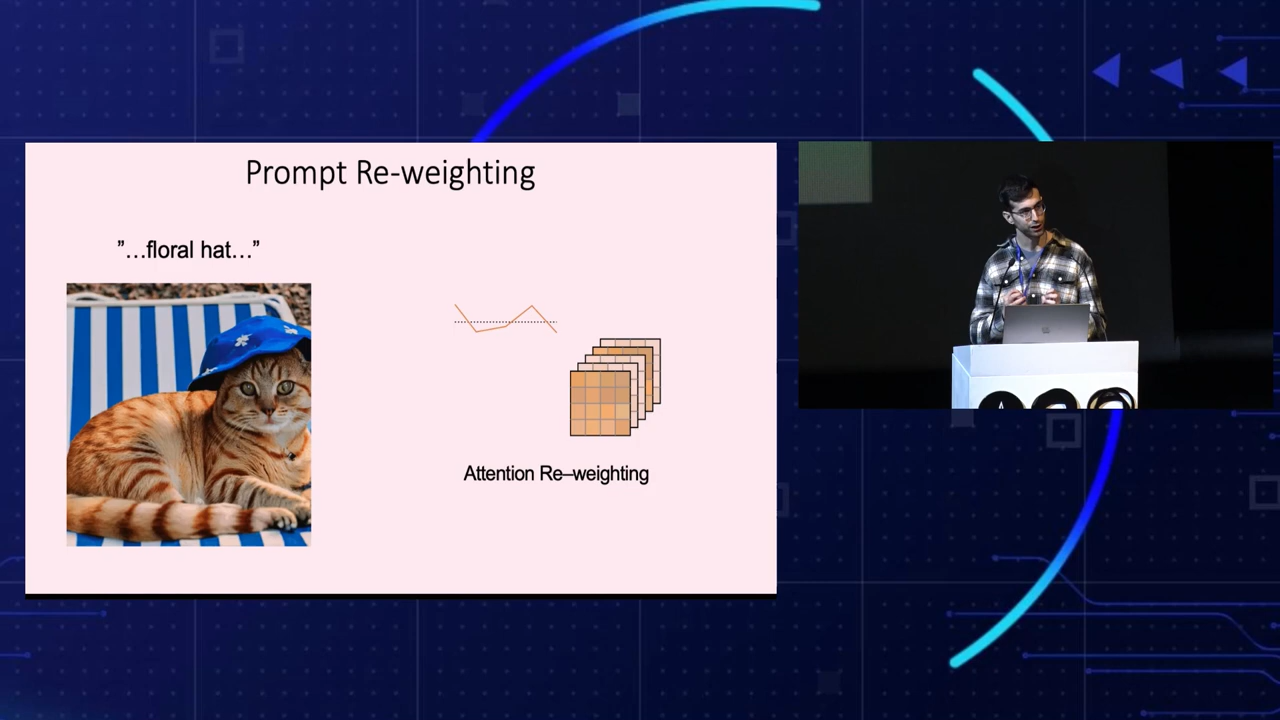 Prompt Re-weighting
”...floral hat...”
Attention Re–weighting